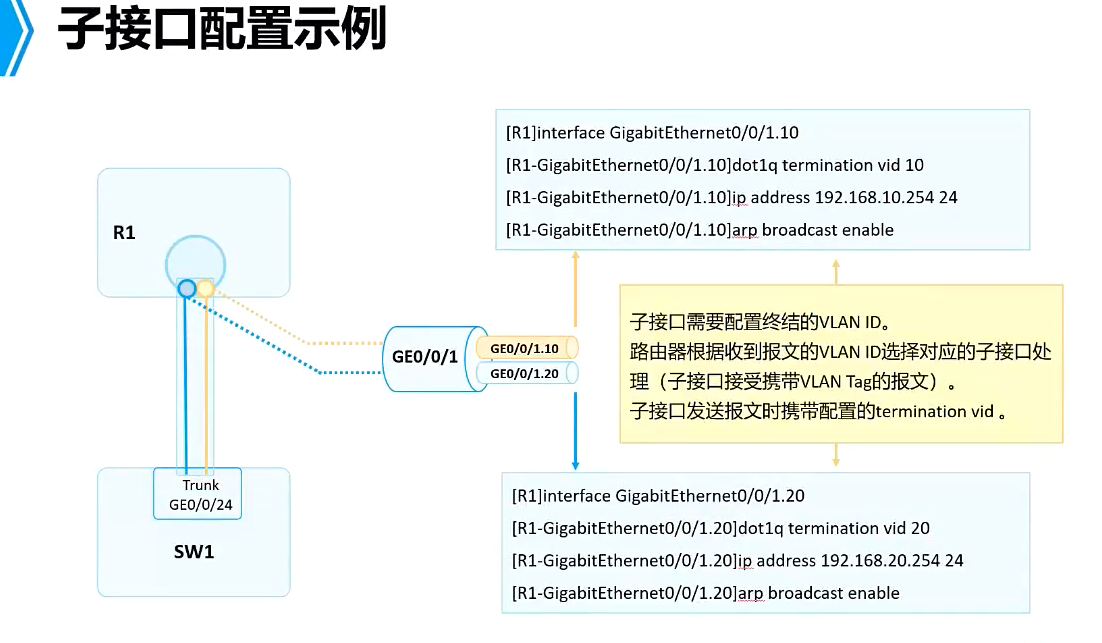 子接口配置示例
[R1]interface GigabitEthernet0/0/1.10
[R1-GigabitEthernet0/0/1.10]dot1q termination vid 10
[R1-GigabitEthernet0/0/1.10]ip address 192.168.10.254 24
[R1-GigabitEthernet0/0/1.10]arp broadcast enable
R1
GE0/0/1
GE0/0/1.10
GE0/0/1.20
子接口需要配置终结的VLAN ID。
路由器根据收到报文的VLAN ID选择对应的子接口处
理（子接口接受携带VLAN Tag的报文）。
子接口发送报文时携带配置的termination vid 。
Trunk
GE0/0/24
SW1
[R1]interface GigabitEthernet0/0/1.20
[R1-GigabitEthernet0/0/1.20]dot1q termination vid 20
[R1-GigabitEthernet0/0/1.20]ip address 192.168.20.254 24
[R1-GigabitEthernet0/0/1.20]arp broadcast enable